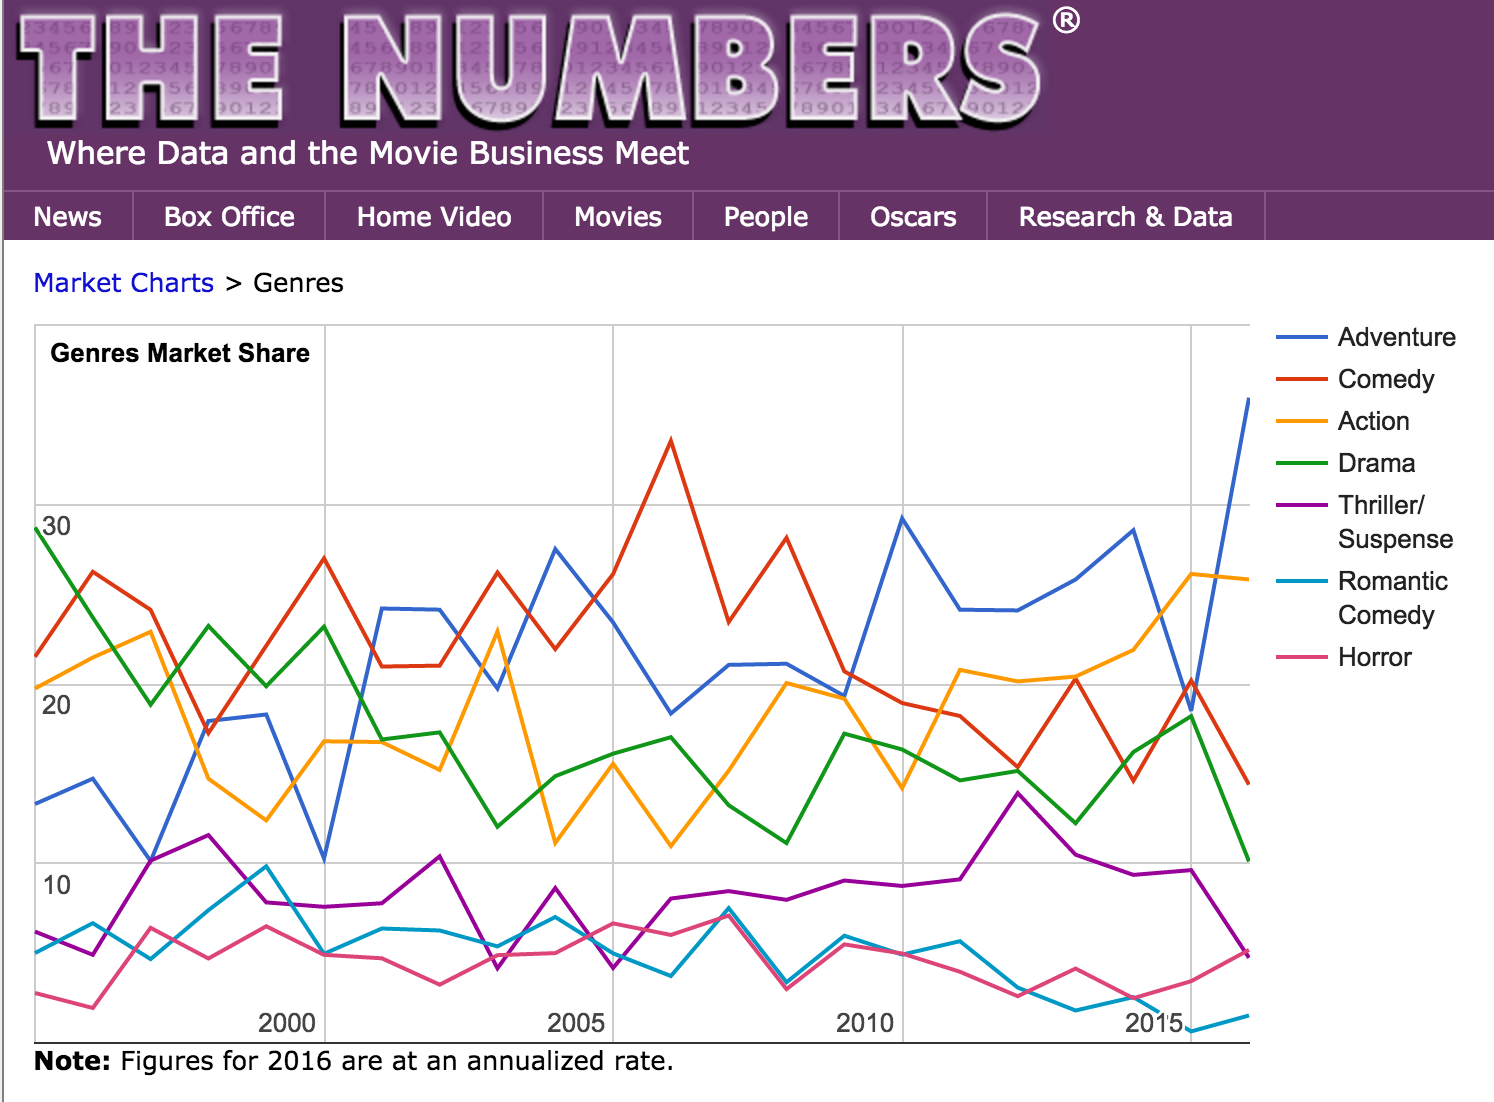 THE NUMBERS®
Where Data and the Movie Business Meet
News Box Office Home Video Movies People Oscars Research & Data
Market Charts > Genres
Genres Market Share
Adventure
Comedy
Action
Drama
Thriller/
Suspense
Romantic
Comedy
Horror
30
20
10
2000 2005 2010 2015
Note: Figures for 2016 are at an annualized rate.